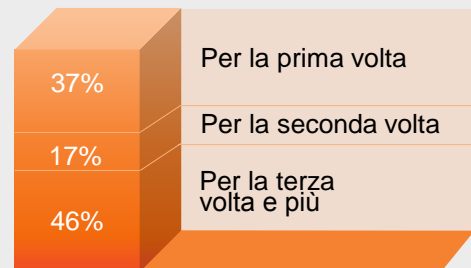 37%
Per la prima volta
17%
Per la seconda volta
46%
Per la terza
volta e più